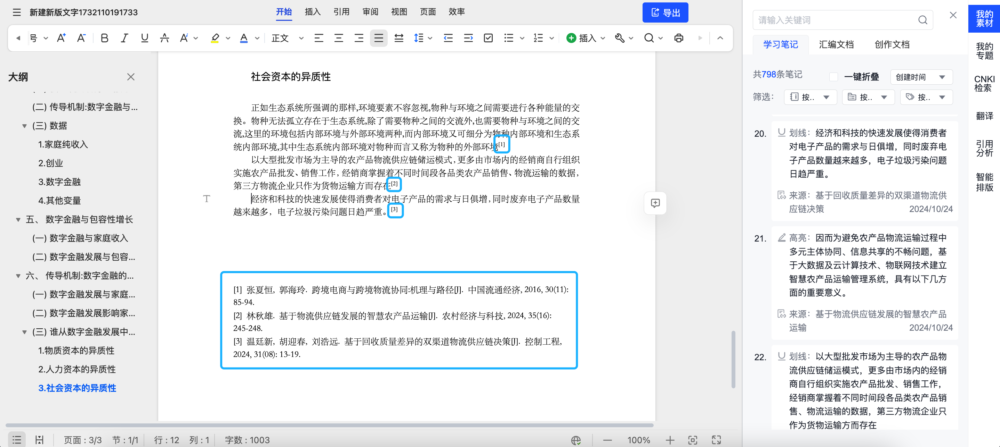 新建新版文字1732110191733
开始 插入 引用 审阅 视图 页面 效率
导出
号
正文
插入
大纲
(二) 传导机制:数字金融与...
(三) 数据
1.家庭纯收入
2.创业
3.数字金融
4.其他变量
五、 数字金融与包容性增长
(一) 数字金融与家庭收入
(二) 数字金融发展与包容...
六、 传导机制:数字金融的...
(一) 数字金融发展与家庭...
(二) 数字金融发展影响家...
(三) 谁从数字金融发展中...
1.物质资本的异质性
2.人力资本的异质性
3.社会资本的异质性
社会资本的异质性
正如生态系统所强调的那样,环境要素不容忽视,物种与环境之间需要进行各种能量的交
换。物种无法孤立存在于生态系统,除了需要物种之间的交流外,也需要物种与环境之间的交
流,这里的环境包括内部环境与外部环境两种,而内部环境又可细分为物种内部环境和生态系
统内部环境,其中生态系统内部环境对物种而言又称为物种的外部环境[1]
以大型批发市场为主导的农产品物流供应链储运模式,更多由市场内的经销商自行组织
实施农产品批发、销售工作, 经销商掌握着不同时间段各品类农产品销售、物流运输的数据,
第三方物流企业只作为货物运输方而存在[2]
经济和科技的快速发展使得消费者对电子产品的需求与日俱增,同时废弃电子产品数量
越来越多, 电子垃圾污染问题日趋严重。[3]
[1] 张夏恒, 郭海玲. 跨境电商与跨境物流协同:机理与路径[J]. 中国流通经济, 2016, 30(11):
85-94.
[2] 林秋雄. 基于物流供应链发展的智慧农产品运输[J]. 农村经济与科技, 2024, 35(16):
245-248.
[3] 温廷新, 胡迎春, 刘浩远. 基于回收质量差异的双渠道物流供应链决策[J]. 控制工程,
2024, 31(08): 13-19.
页面 : 3/3 节 : 1/1 行 : 12 列 : 1 字数 : 1003
100%
请输入关键词
学习笔记 汇编文档 创作文档
共798条笔记 一键折叠 创建时间
筛选: 按.. 按.. 按..
20. 划线: 经济和科技的快速发展使得消费者
对电子产品的需求与日俱增，同时废弃电
子产品数量越来越多，电子垃圾污染问题
日趋严重。
来源: 基于回收质量差异的双渠道物流供
应链决策 2024/10/24
21. 高亮: 因而为避免农产品物流运输过程中
多元主体协同、信息共享的不畅问题，基
于大数据及云计算技术、物联网技术建立
智慧农产品运输管理系统，具有以下几方
面的重要意义。
来源: 基于物流供应链发展的智慧农产品
运输 2024/10/24
22. 划线: 以大型批发市场为主导的农产品物
流供应链储运模式，更多由市场内的经销
商自行组织实施农产品批发、销售工作，
经销商掌握着不同时间段各品类农产品销
售、物流运输的数据，第三方物流企业只
作为货物运输方而存在
我的
素材
我的
专题
CNKI
检索
翻译
引用
分析
智能
排版